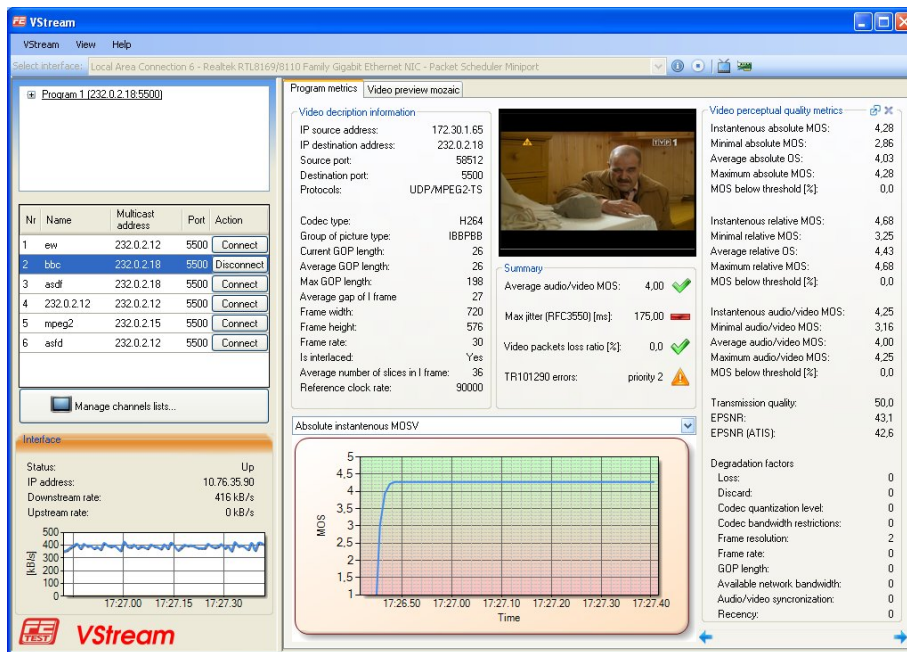 VStream
VStream View Help
Select interface: Local Area Connection 6 - Realtek RTL8169/8110 Family Gigabit Ethernet NIC - Packet Scheduler Miniport
Program 1 [232.0.2.18:5500]
Nr Name Multicast address Port Action
1 ew 232.0.2.12 5500 Connect
2 bbc 232.0.2.18 5500 Disconnect
3 asdf 232.0.2.18 5500 Connect
4 232.0.2.12 232.0.2.12 5500 Connect
5 mpeg2 232.0.2.15 5500 Connect
6 asfd 232.0.2.12 5500 Connect
Manage channels lists...
Interface
Status: Up
IP address: 10.76.35.90
Downstream rate: 416 kB/s
Upstream rate: 0 kB/s
[kB/s]
500
400
300
200
100
0
17:27.00 17:27.15 17:27.30
FE TEST VStream
Program metrics Video preview mozaic
Video decription information
IP source address: 172.30.1.65
IP destination address: 232.0.2.18
Source port: 58512
Destination port: 5500
Protocols: UDP/MPEG2-TS
Codec type: H264
Group of picture type: IBBPBB
Current GOP length: 26
Average GOP length: 26
Max GOP length: 198
Average gap of I frame 27
Frame width: 720
Frame height: 576
Frame rate: 30
Is interlaced: Yes
Average number of slices in I frame: 36
Reference clock rate: 90000
TVP 1
Summary
Average audio/video MOS: 4,00
Max jitter (RFC3550) [ms]: 175,00
Video packets loss ratio [%]: 0,0
TR101290 errors: priority 2
Absolute instantenous MOSV
MOS
5
4,5
4
3,5
3
2,5
2
1,5
1
17:26.50 17:27.00 17:27.10 17:27.20 17:27.30 17:27.40
Time
Video perceptual quality metrics
Instantenous absolute MOS: 4,28
Minimal absolute MOS: 2,86
Average absolute OS: 4,03
Maximum absolute MOS: 4,28
MOS below threshold [%]: 0,0
Instantenous relative MOS: 4,68
Minimal relative MOS: 3,25
Average relative OS: 4,43
Maximum relative MOS: 4,68
MOS below threshold [%]: 0,0
Instantenous audio/video MOS: 4,25
Minimal audio/video MOS: 3,16
Average audio/video MOS: 4,00
Maximum audio/video MOS: 4,25
MOS below threshold [%]: 0,0
Transmission quality: 50,0
EPSNR: 43,1
EPSNR (ATIS): 42,6
Degradation factors
Loss: 0
Discard: 0
Codec quantization level: 0
Codec bandwidth restrictions: 0
Frame resolution: 2
Frame rate: 0
GOP length: 0
Available network bandwidth: 0
Audio/video syncronization: 0
Recency: 0